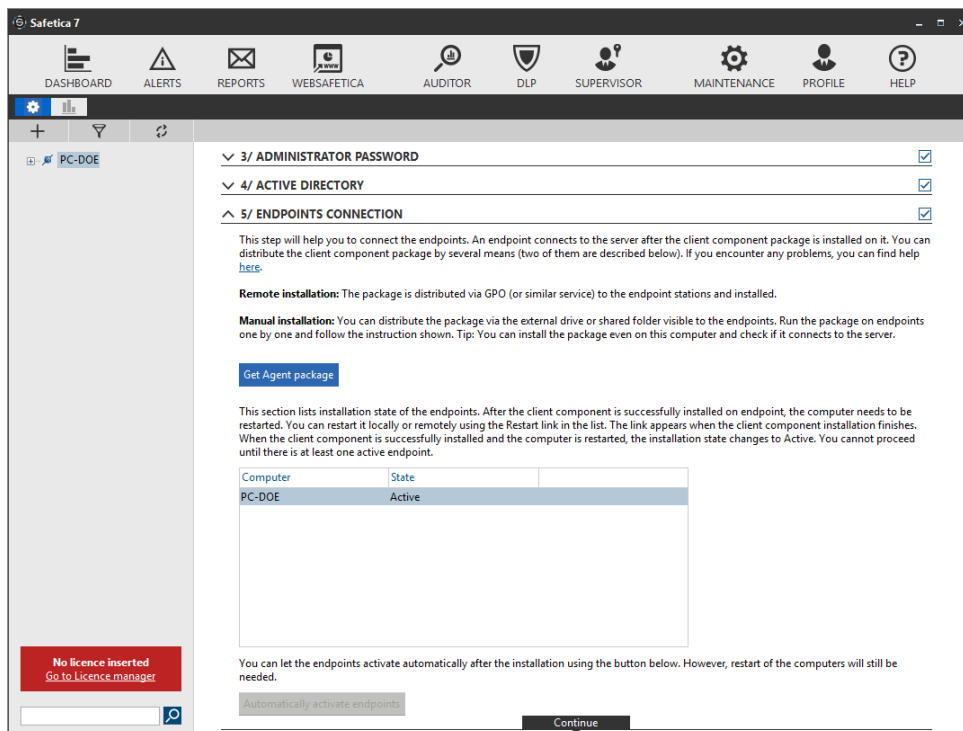 Safetica 7
DASHBOARD ALERTS REPORTS WEBSAFETICA AUDITOR DLP SUPERVISOR MAINTENANCE PROFILE HELP
PC-DOE
3/ ADMINISTRATOR PASSWORD
4/ ACTIVE DIRECTORY
5/ ENDPOINTS CONNECTION
This step will help you to connect the endpoints. An endpoint connects to the server after the client component package is installed on it. You can
distribute the client component package by several means (two of them are described below). If you encounter any problems, you can find help
here.
Remote installation: The package is distributed via GPO (or similar service) to the endpoint stations and installed.
Manual installation: You can distribute the package via the external drive or shared folder visible to the endpoints. Run the package on endpoints
one by one and follow the instruction shown. Tip: You can install the package even on this computer and check if it connects to the server.
Get Agent package
This section lists installation state of the endpoints. After the client component is successfully installed on endpoint, the computer needs to be
restarted. You can restart it locally or remotely using the Restart link in the list. The link appears when the client component installation finishes.
When the client component is successfully installed and the computer is restarted, the installation state changes to Active. You cannot proceed
until there is at least one active endpoint.
Computer State
PC-DOE Active
No licence inserted
Go to Licence manager
You can let the endpoints activate automatically after the installation using the button below. However, restart of the computers will still be
needed.
Automatically activate endpoints
Continue